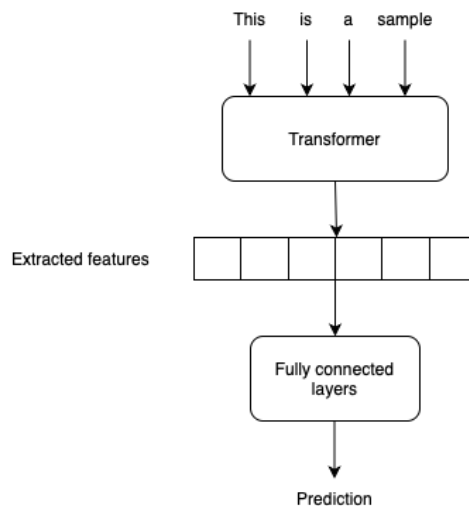 This is a sample
Transformer
Extracted features
Fully connected
layers
Prediction